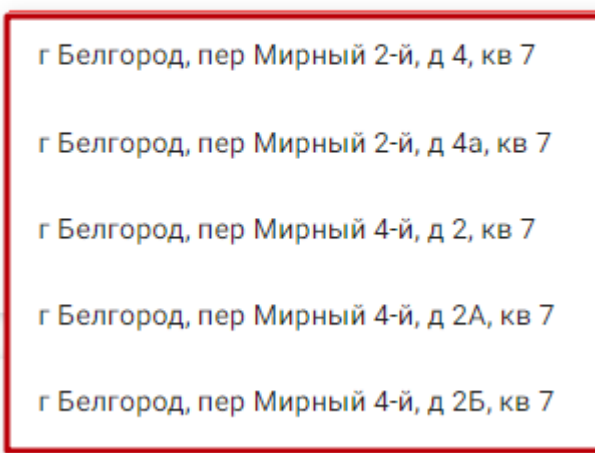 г Белгород, пер Мирный 2-й, д 4, кв 7
г Белгород, пер Мирный 2-й, д 4а, кв 7
г Белгород, пер Мирный 4-й, д 2, кв 7
г Белгород, пер Мирный 4-й, д 2А, кв 7
г Белгород, пер Мирный 4-й, д 2Б, кв 7